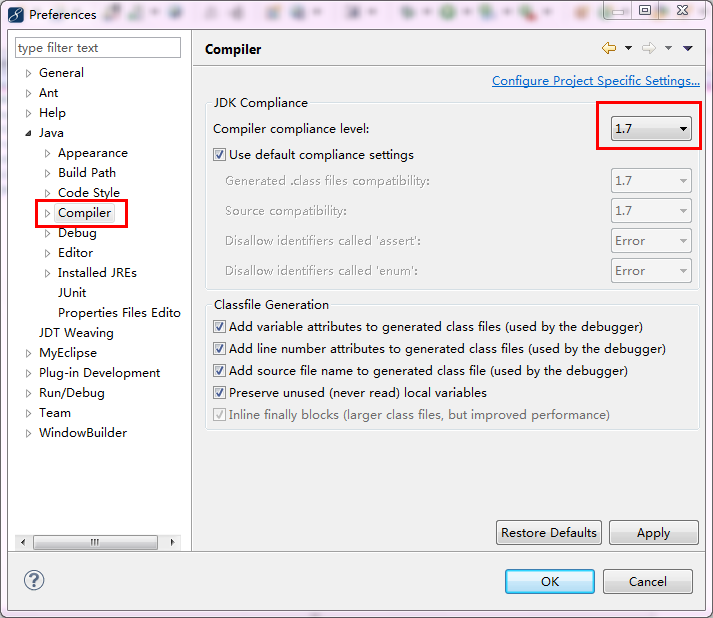 Preferences
type filter text
General
Ant
Help
Java
Appearance
Build Path
Code Style
Compiler
Debug
Editor
Installed JREs
JUnit
Properties Files Edito
JDT Weaving
MyEclipse
Plug-in Development
Run/Debug
Team
WindowBuilder
Compiler
Configure Project Specific Settings...
JDK Compliance
Compiler compliance level: 1.7
Use default compliance settings
Generated .class files compatibility: 1.7
Source compatibility: 1.7
Disallow identifiers called 'assert': Error
Disallow identifiers called 'enum': Error
Classfile Generation
Add variable attributes to generated class files (used by the debugger)
Add line number attributes to generated class files (used by the debugger)
Add source file name to generated class file (used by the debugger)
Preserve unused (never read) local variables
Inline finally blocks (larger class files, but improved performance)
Restore Defaults Apply
OK Cancel